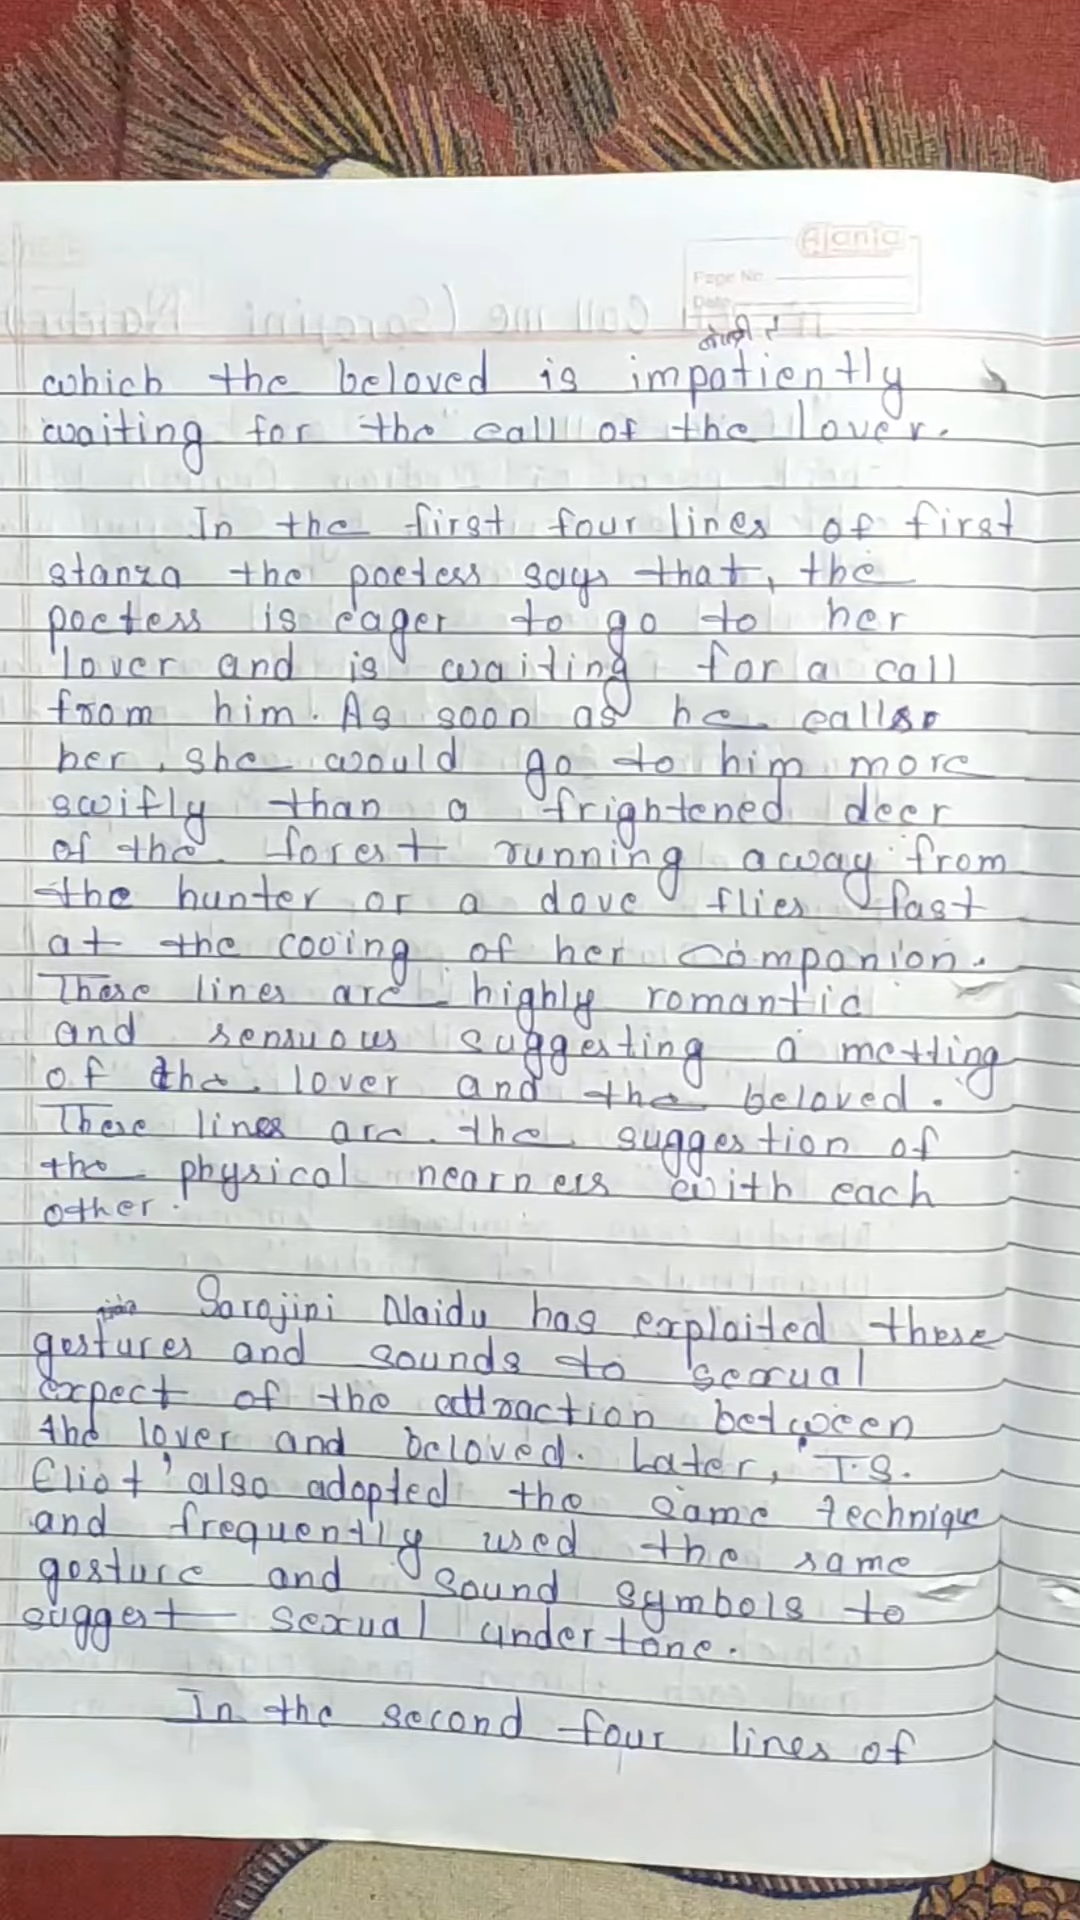 Ajanta
Page No.
Date
which the beloved is impatiently
waiting for the call of the lover.
In the first four lines of first
stanza the poetess says that, the
poetess is eager to go to her
lover and is waiting for a call
from him. As soon as he calls
her, she would go to him more
swifly than a frightened deer
of the forest running away from
the hunter or a dove flies fast
at the cooing of her companion.
These lines are highly romantic
and sensuous suggesting a metting
of the lover and the beloved.
These lines are the suggestion of
the physical nearness with each
other.
Sarojini Naidu has exploited these
gestures and sounds to sexual
expect of the attraction between
the lover and beloved. Later, 'T.S.
Eliot' also adopted the same technique
and frequently used the same
gesture and sound symbols to
suggest sexual undertone.
In the second four lines of